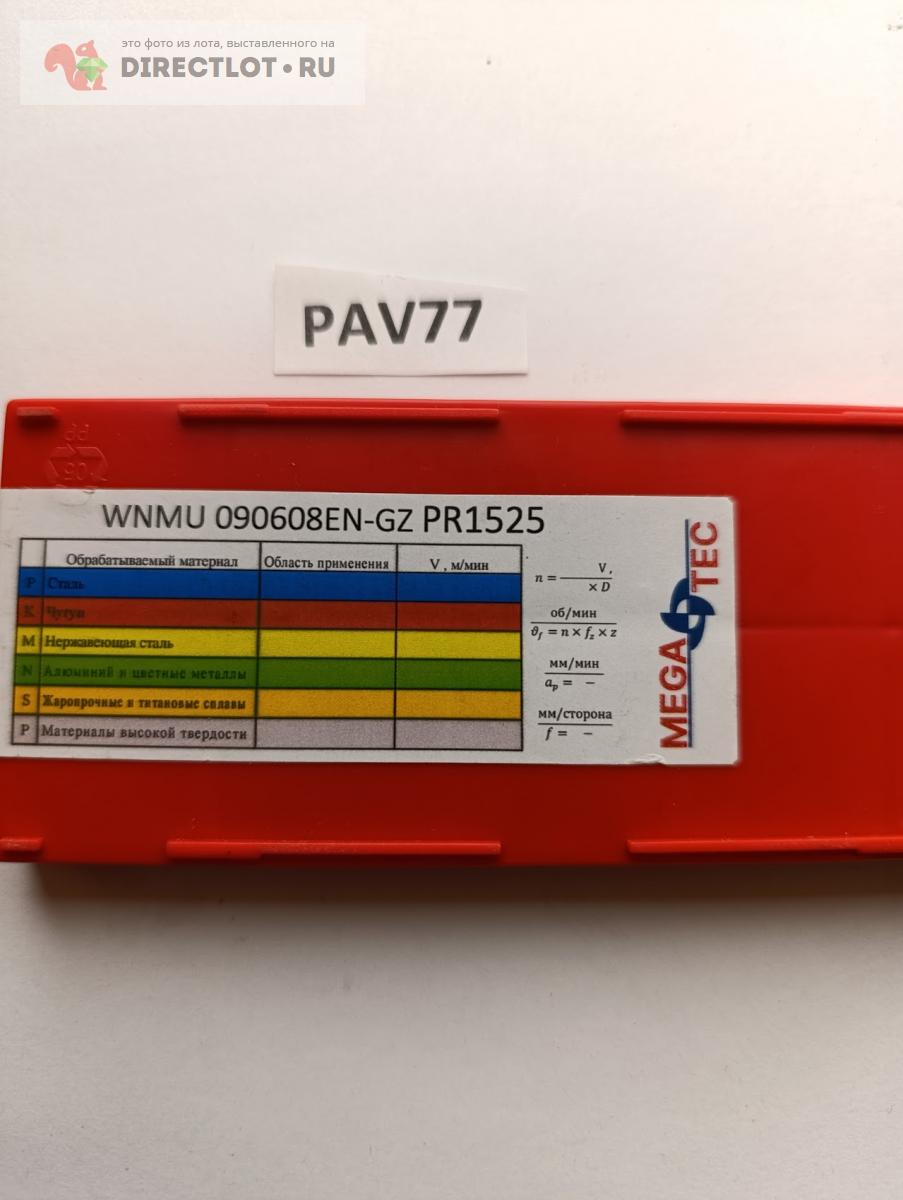 это фото из лота, выставленного на
DIRECTLOT•RU
PAV77
PP
05
WNMU 090608EN-GZ PR1525
Обрабатываемый материал Область применения V , м/мин
P Сталь
K Чугун
M Нержавеющая сталь
N Алюминий и цветные металлы
S Жаропрочные и титановые сплавы
P Материалы высокой твердости
n = V, × D
об/мин
ϑf = n × fz × z
мм/мин
ap = –
мм/сторона
f = –
MEGA TEC